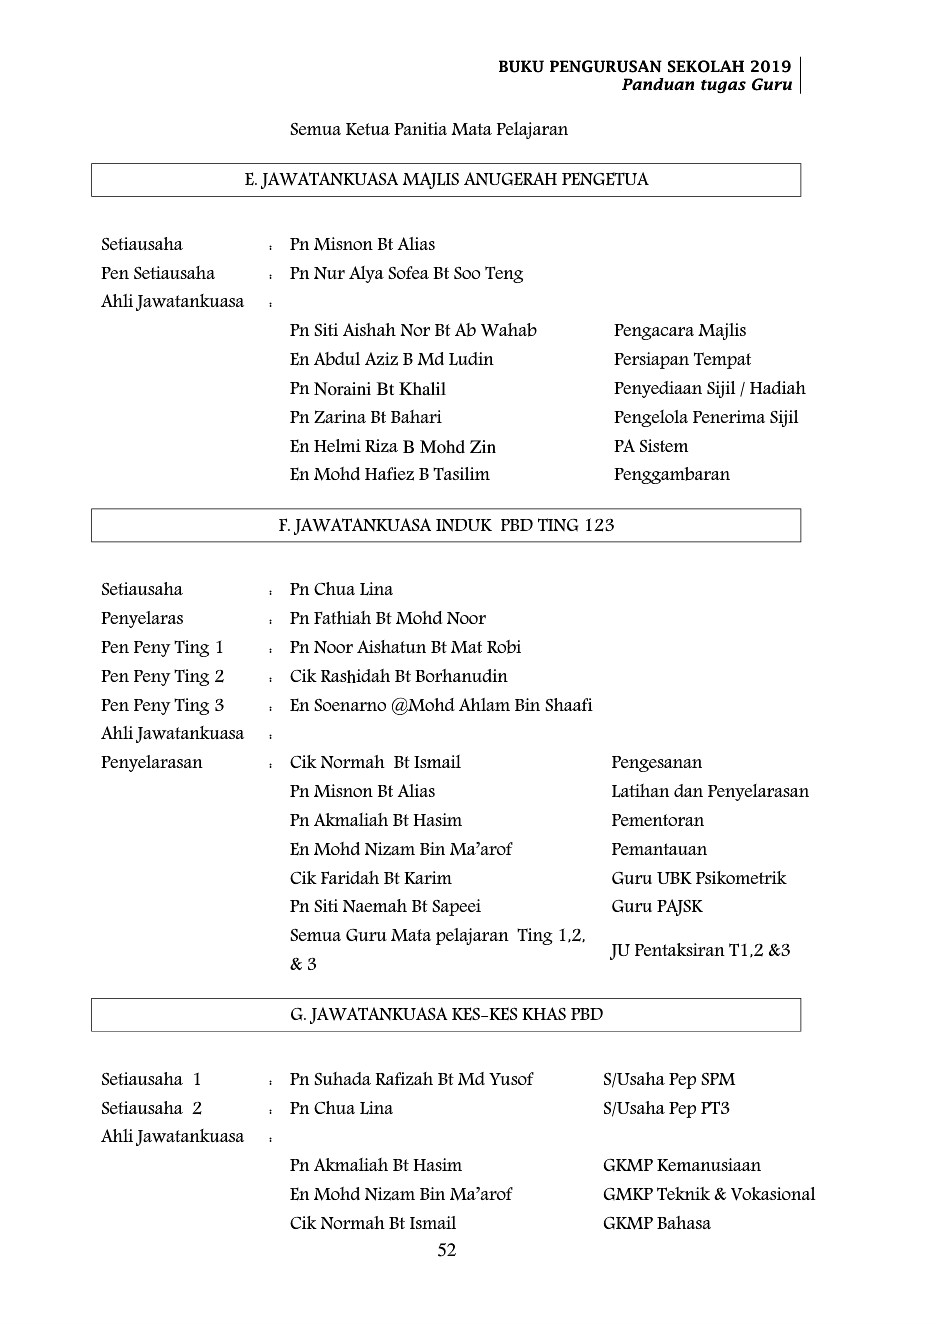 BUKU PENGURUSAN SEKOLAH 2019
Panduan tugas Guru
Semua Ketua Panitia Mata Pelajaran
E. JAWATANKUASA MAJLIS ANUGERAH PENGETUA
Setiausaha : Pn Misnon Bt Alias
Pen Setiausaha : Pn Nur Alya Sofea Bt Soo Teng
Ahli Jawatankuasa :
Pn Siti Aishah Nor Bt Ab Wahab Pengacara Majlis
En Abdul Aziz B Md Ludin Persiapan Tempat
Pn Noraini Bt Khalil Penyediaan Sijil / Hadiah
Pn Zarina Bt Bahari Pengelola Penerima Sijil
En Helmi Riza B Mohd Zin PA Sistem
En Mohd Hafiez B Tasilim Penggambaran
F. JAWATANKUASA INDUK PBD TING 123
Setiausaha : Pn Chua Lina
Penyelaras : Pn Fathiah Bt Mohd Noor
Pen Peny Ting 1 : Pn Noor Aishatun Bt Mat Robi
Pen Peny Ting 2 : Cik Rashidah Bt Borhanudin
Pen Peny Ting 3 : En Soenarno @Mohd Ahlam Bin Shaafi
Ahli Jawatankuasa :
Penyelarasan : Cik Normah Bt Ismail Pengesanan
Pn Misnon Bt Alias Latihan dan Penyelarasan
Pn Akmaliah Bt Hasim Pementoran
En Mohd Nizam Bin Ma’arof Pemantauan
Cik Faridah Bt Karim Guru UBK Psikometrik
Pn Siti Naemah Bt Sapeei Guru PAJSK
Semua Guru Mata pelajaran Ting 1,2,
& 3
JU Pentaksiran T1,2 &3
G. JAWATANKUASA KES-KES KHAS PBD
Setiausaha 1 : Pn Suhada Rafizah Bt Md Yusof S/Usaha Pep SPM
Setiausaha 2 : Pn Chua Lina S/Usaha Pep PT3
Ahli Jawatankuasa :
Pn Akmaliah Bt Hasim GKMP Kemanusiaan
En Mohd Nizam Bin Ma’arof GMKP Teknik & Vokasional
Cik Normah Bt Ismail GKMP Bahasa
52